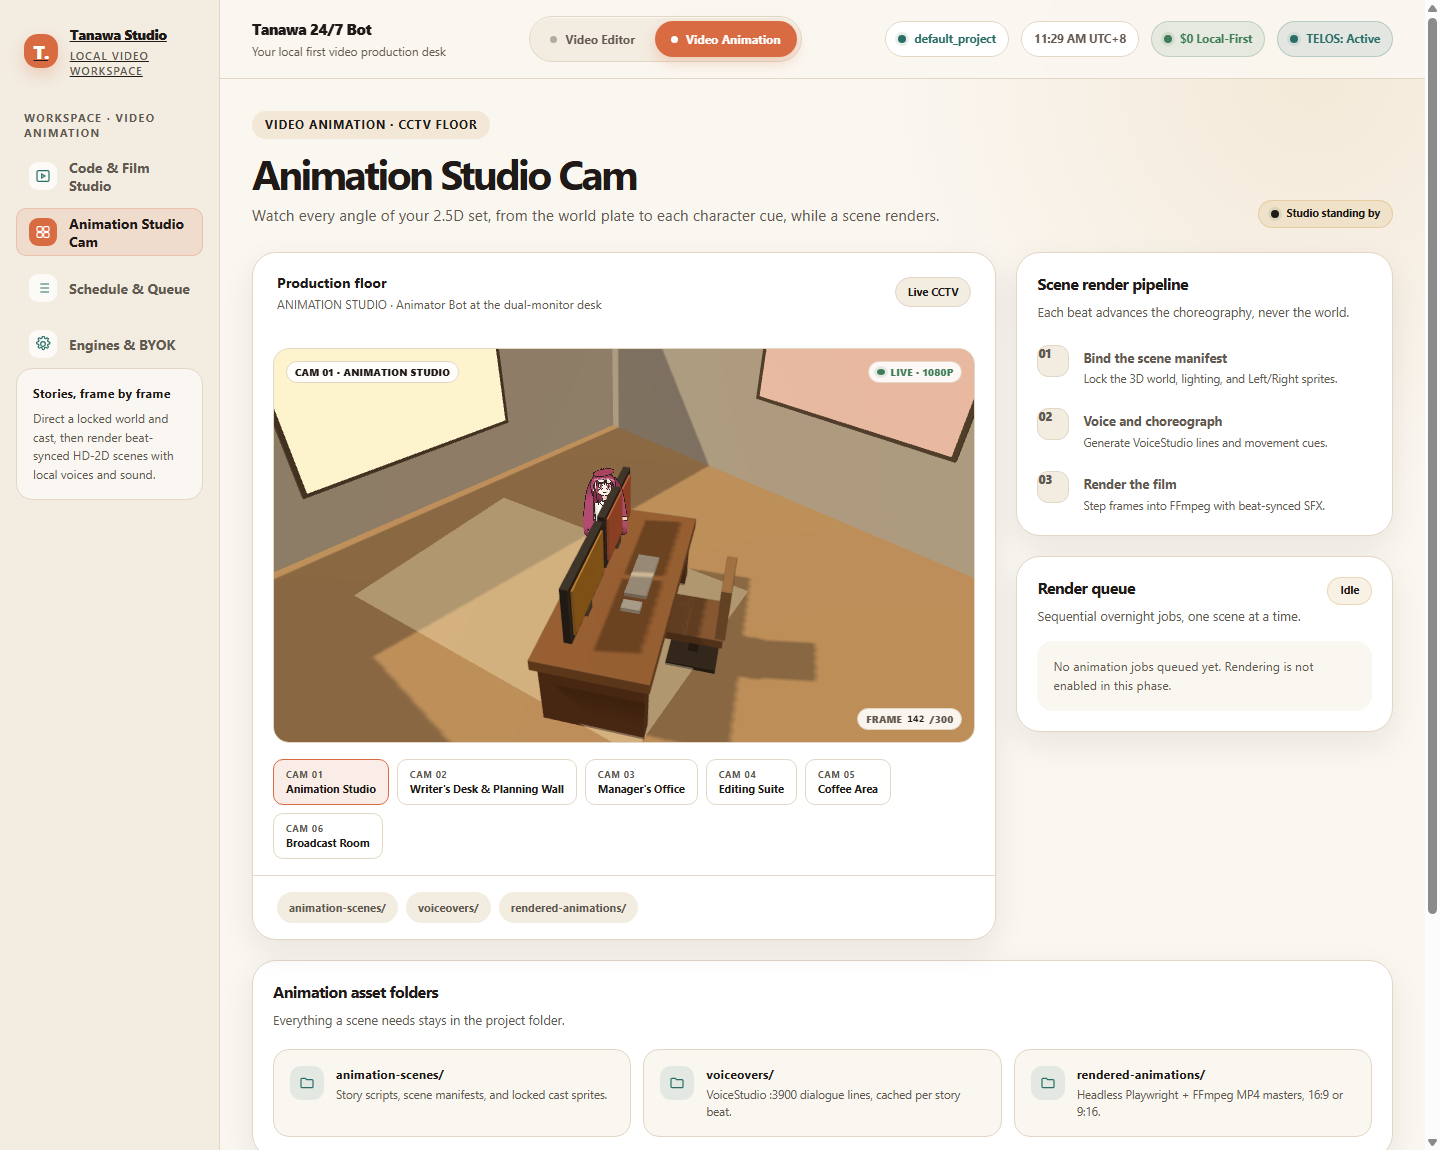 T.
Tanawa Studio
LOCAL VIDEO
WORKSPACE
WORKSPACE · VIDEO
ANIMATION
Code & Film
Studio
Animation Studio
Cam
Schedule & Queue
Engines & BYOK
Stories, frame by frame
Direct a locked world and
cast, then render beat-
synced HD-2D scenes with
local voices and sound.
Tanawa 24/7 Bot
Your local first video production desk
Video Editor
Video Animation
default_project
11:29 AM UTC+8
$0 Local-First
TELOS: Active
VIDEO ANIMATION · CCTV FLOOR
Animation Studio Cam
Watch every angle of your 2.5D set, from the world plate to each character cue, while a scene renders.
Studio standing by
Production floor
ANIMATION STUDIO · Animator Bot at the dual-monitor desk
Live CCTV
CAM 01 · ANIMATION STUDIO
LIVE · 1080P
FRAME 142 /300
CAM 01
Animation Studio
CAM 02
Writer's Desk & Planning Wall
CAM 03
Manager's Office
CAM 04
Editing Suite
CAM 05
Coffee Area
CAM 06
Broadcast Room
animation-scenes/
voiceovers/
rendered-animations/
Scene render pipeline
Each beat advances the choreography, never the world.
01
Bind the scene manifest
Lock the 3D world, lighting, and Left/Right sprites.
02
Voice and choreograph
Generate VoiceStudio lines and movement cues.
03
Render the film
Step frames into FFmpeg with beat-synced SFX.
Render queue
Idle
Sequential overnight jobs, one scene at a time.
No animation jobs queued yet. Rendering is not
enabled in this phase.
Animation asset folders
Everything a scene needs stays in the project folder.
animation-scenes/
Story scripts, scene manifests, and locked cast sprites.
voiceovers/
VoiceStudio :3900 dialogue lines, cached per story
beat.
rendered-animations/
Headless Playwright + FFmpeg MP4 masters, 16:9 or
9:16.